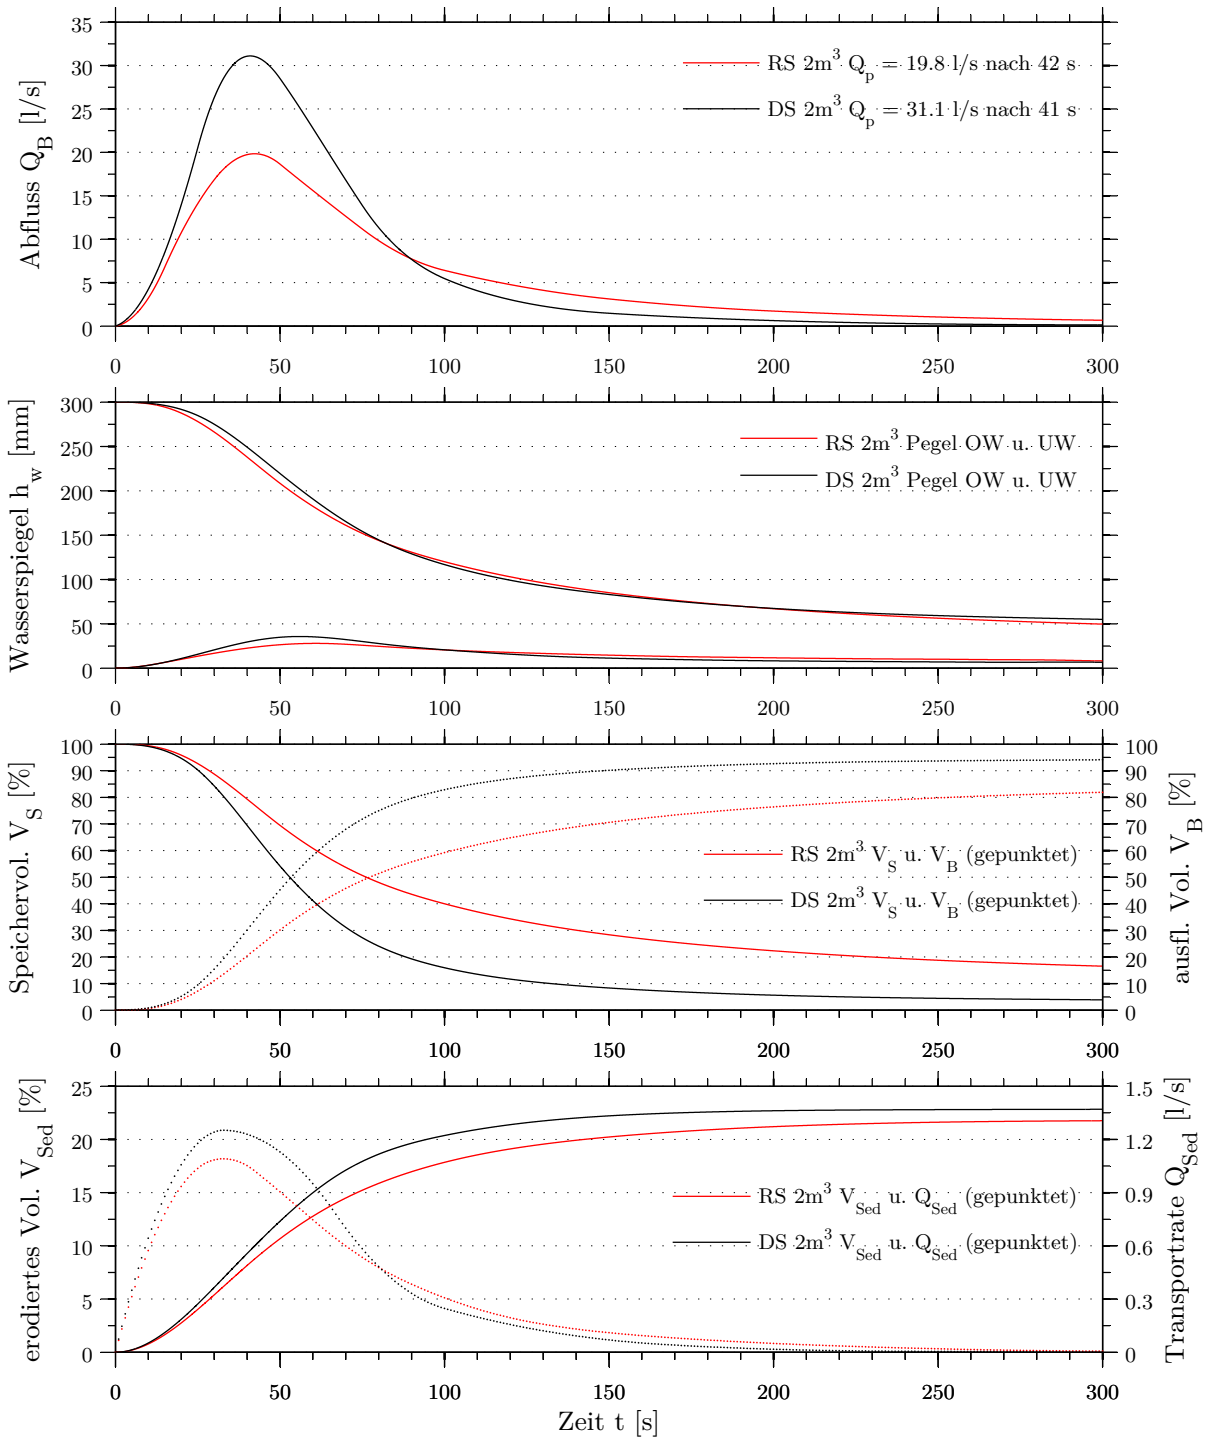 35
30
25
20
15
10
5
0
Abfluss Q_B [l/s]
RS 2m³ Q_p = 19.8 l/s nach 42 s
DS 2m³ Q_p = 31.1 l/s nach 41 s
0 50 100 150 200 250 300
300
250
200
150
100
50
0
Wasserspiegel h_w [mm]
RS 2m³ Pegel OW u. UW
DS 2m³ Pegel OW u. UW
0 50 100 150 200 250 300
100 100
90 90
80 80
70 70
60 60
50 50
40 40
30 30
20 20
10 10
0 0
Speichervol. V_S [%]
ausfl. Vol. V_B [%]
RS 2m³ V_S u. V_B (gepunktet)
DS 2m³ V_S u. V_B (gepunktet)
0 50 100 150 200 250 300
25 1.5
20 1.2
15 0.9
10 0.6
5 0.3
0 0
erodiertes Vol. V_Sed [%]
Transportrate Q_Sed [l/s]
RS 2m³ V_Sed u. Q_Sed (gepunktet)
DS 2m³ V_Sed u. Q_Sed (gepunktet)
0 50 100 150 200 250 300
Zeit t [s]